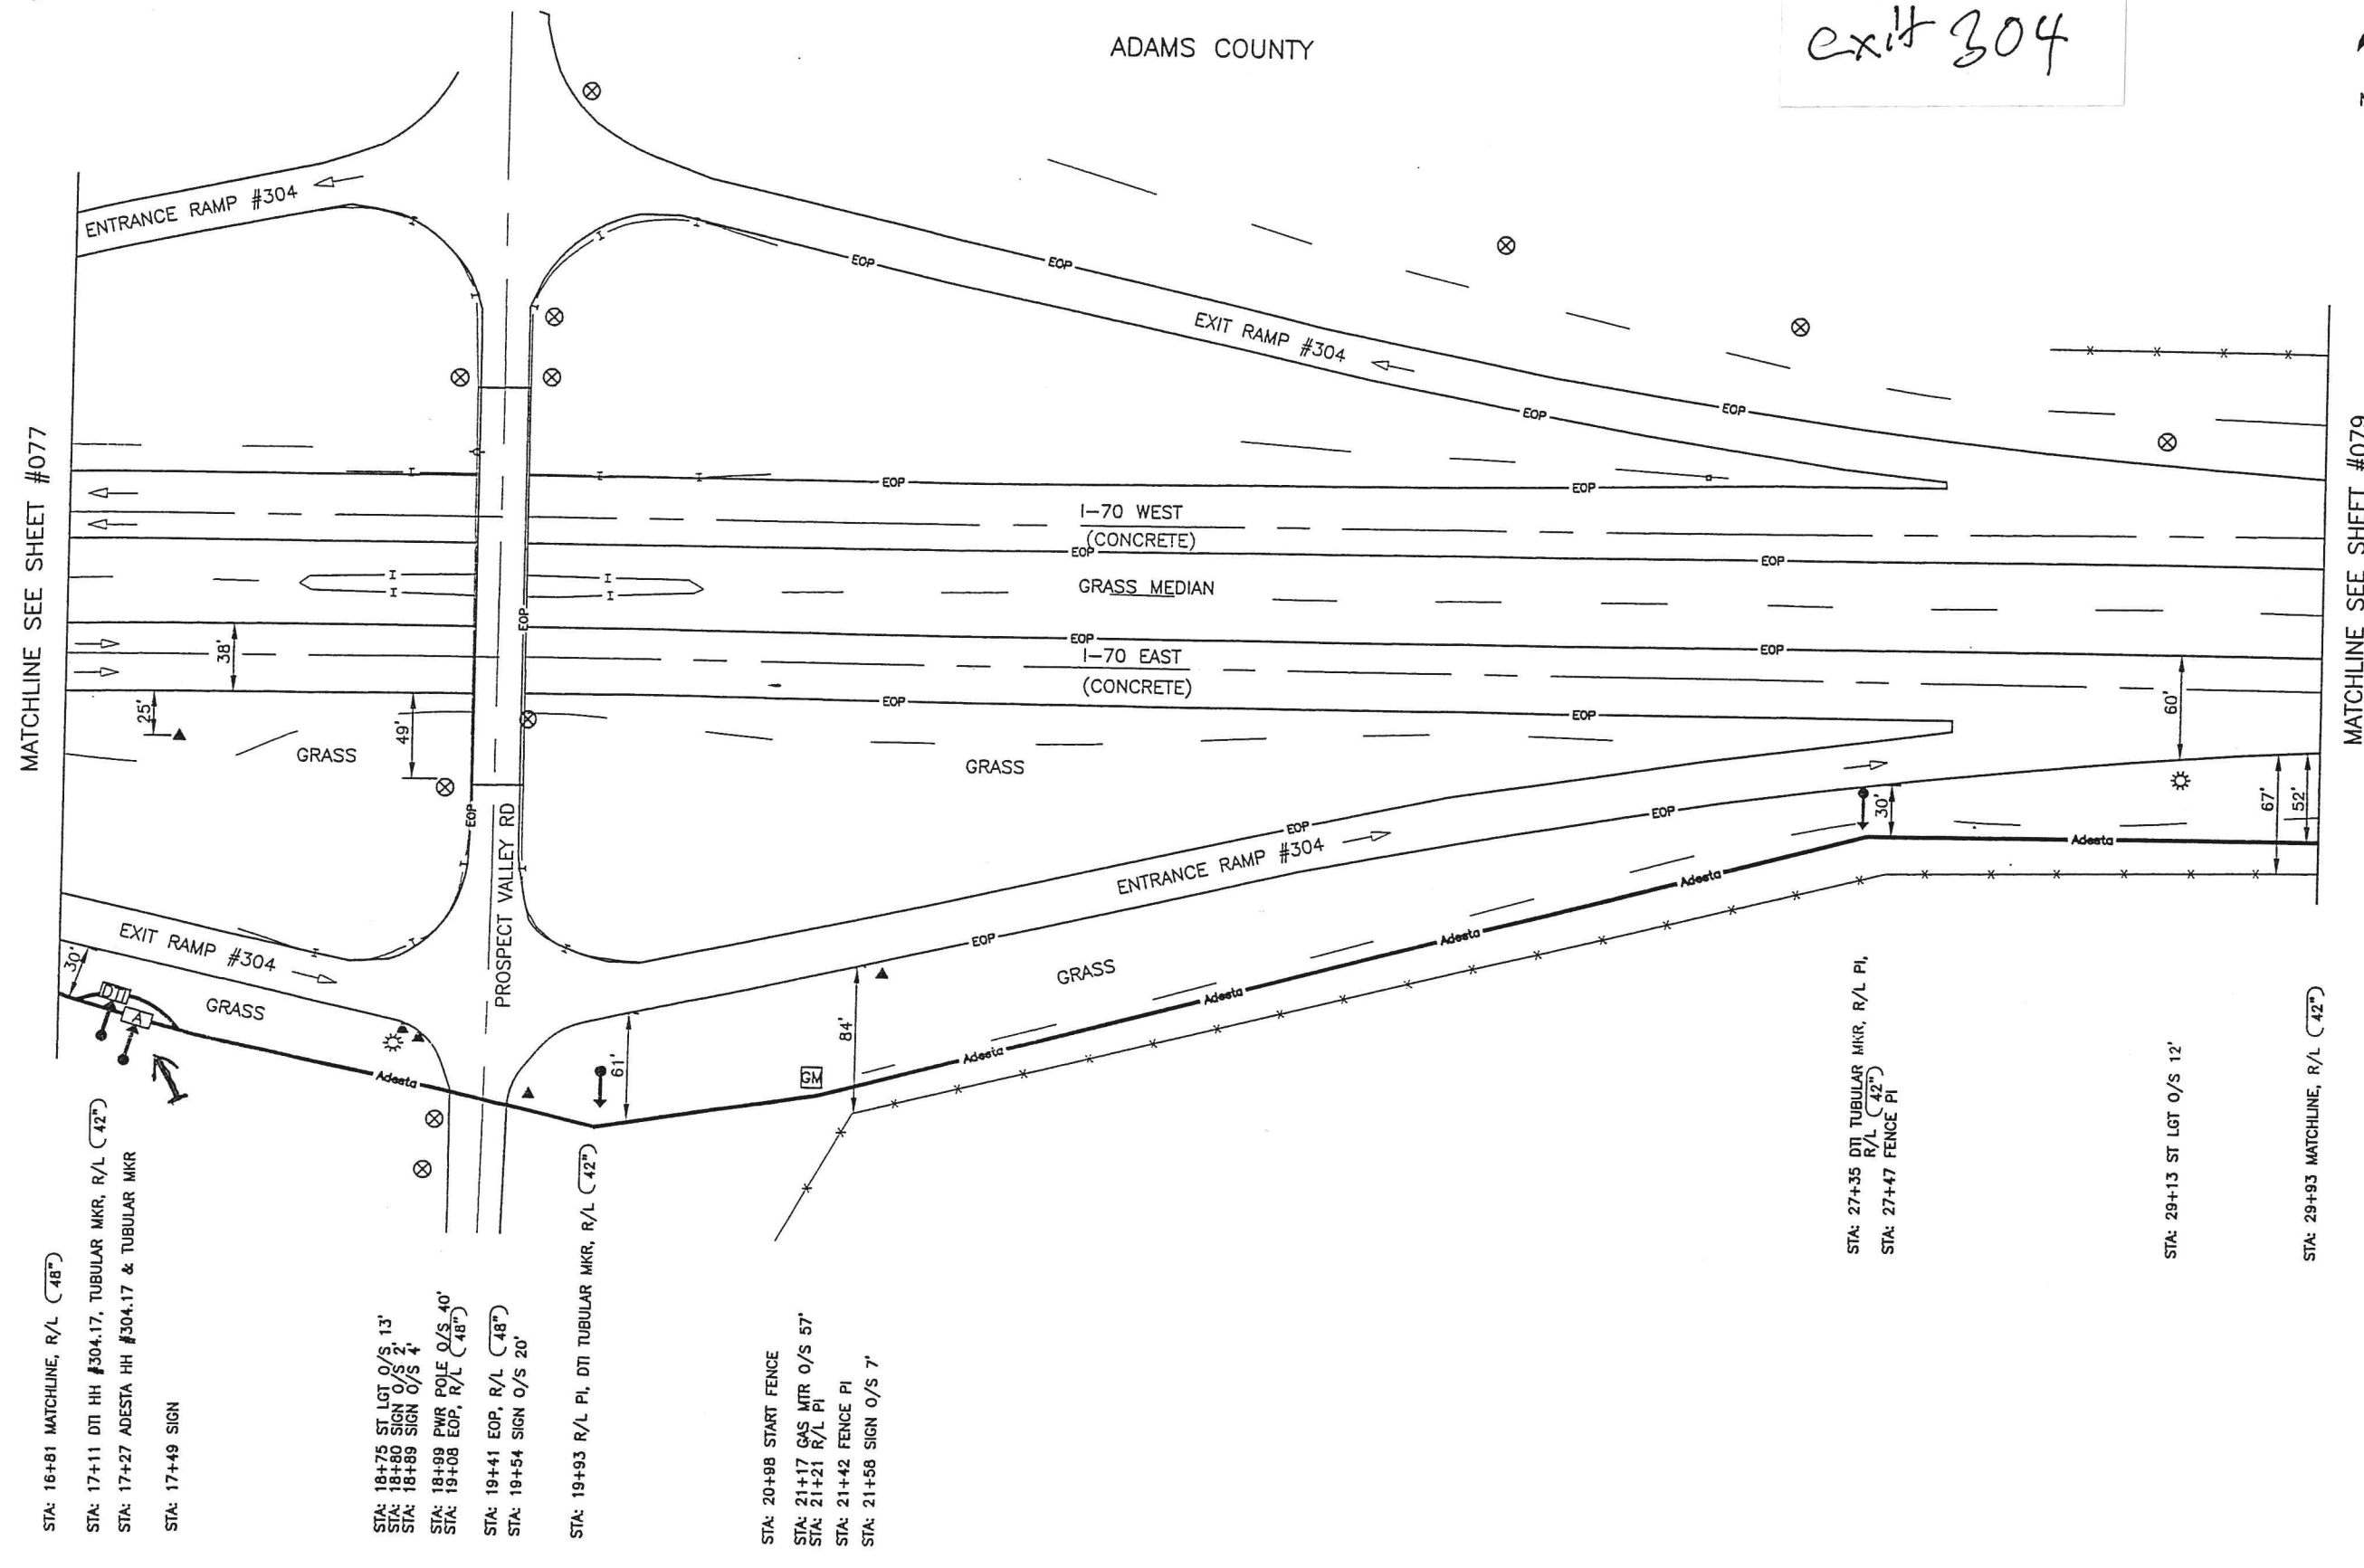 ADAMS COUNTY
exit 304
ENTRANCE RAMP #304
EOP
EOP
EXIT RAMP #304
EOP
EOP
MATCHLINE SEE SHEET #077
MATCHLINE SEE SHEET #079
EOP
EOP
I-70 WEST
(CONCRETE)
EOP
EOP
GRASS MEDIAN
EOP
EOP
I-70 EAST
(CONCRETE)
EOP
EOP
EOP
38'
25'
49'
60'
GRASS
GRASS
EOP
PROSPECT VALLEY RD
EOP
EOP
ENTRANCE RAMP #304
30'
67'
52'
Adesta
Adesta
EXIT RAMP #304
EOP
Adesta
GRASS
30'
DTI
A
GRASS
Adesta
84'
61'
Adesta
Adesta
GM
STA: 16+81 MATCHLINE, R/L (48")
STA: 17+11 DTI HH #304.17, TUBULAR MKR, R/L (42")
STA: 17+27 ADESTA HH #304.17 & TUBULAR MKR
STA: 17+49 SIGN
STA: 18+75 ST LGT O/S 13'
STA: 18+80 SIGN O/S 2'
STA: 18+89 SIGN O/S 4'
STA: 18+99 PWR POLE O/S 40'
STA: 19+08 EOP, R/L (48")
STA: 19+41 EOP, R/L (48")
STA: 19+54 SIGN O/S 20'
STA: 19+93 R/L PI, DTI TUBULAR MKR, R/L (42")
STA: 20+98 START FENCE
STA: 21+17 GAS MTR O/S 57'
STA: 21+21 R/L PI
STA: 21+42 FENCE PI
STA: 21+58 SIGN O/S 7'
STA: 27+35 DTI TUBULAR MKR, R/L PI,
R/L (42")
STA: 27+47 FENCE PI
STA: 29+13 ST LGT O/S 12'
STA: 29+93 MATCHLINE, R/L (42")